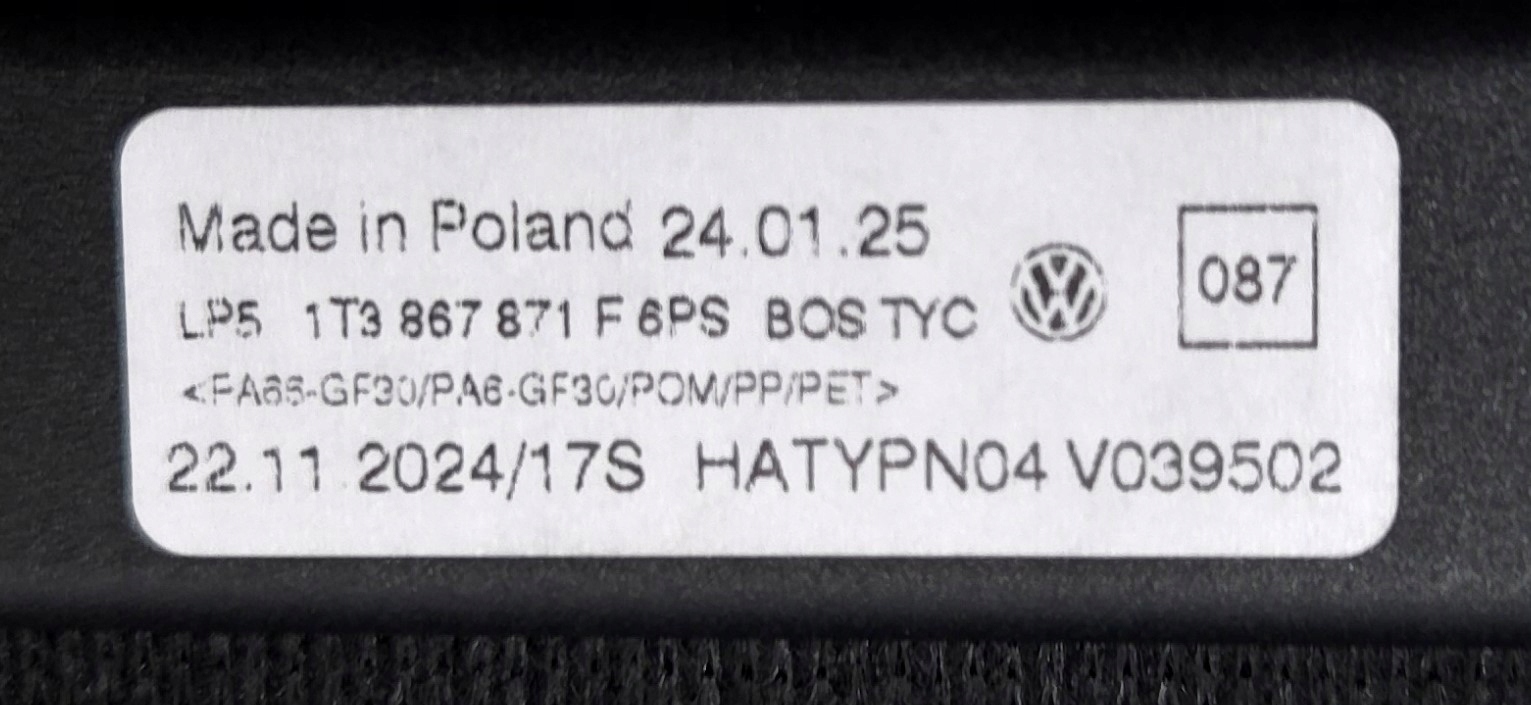 Made in Poland 24.01.25
LP5 1T3 867 871 F 6PS BOS TYC
087
<PA66-GF30/PA6-GF30/POM/PP/PET>
22.11 2024/17S HATYPN04 V039502